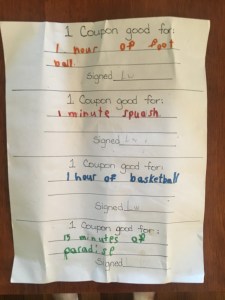 1 Coupon good for:
1 hour of foot
ball
Signed
1 Coupon good for:
1 minute squash
Signed
1 Coupon good for:
1 hour of basketball
Signed
1 Coupon good for:
15 minutes of
paradise
Signed